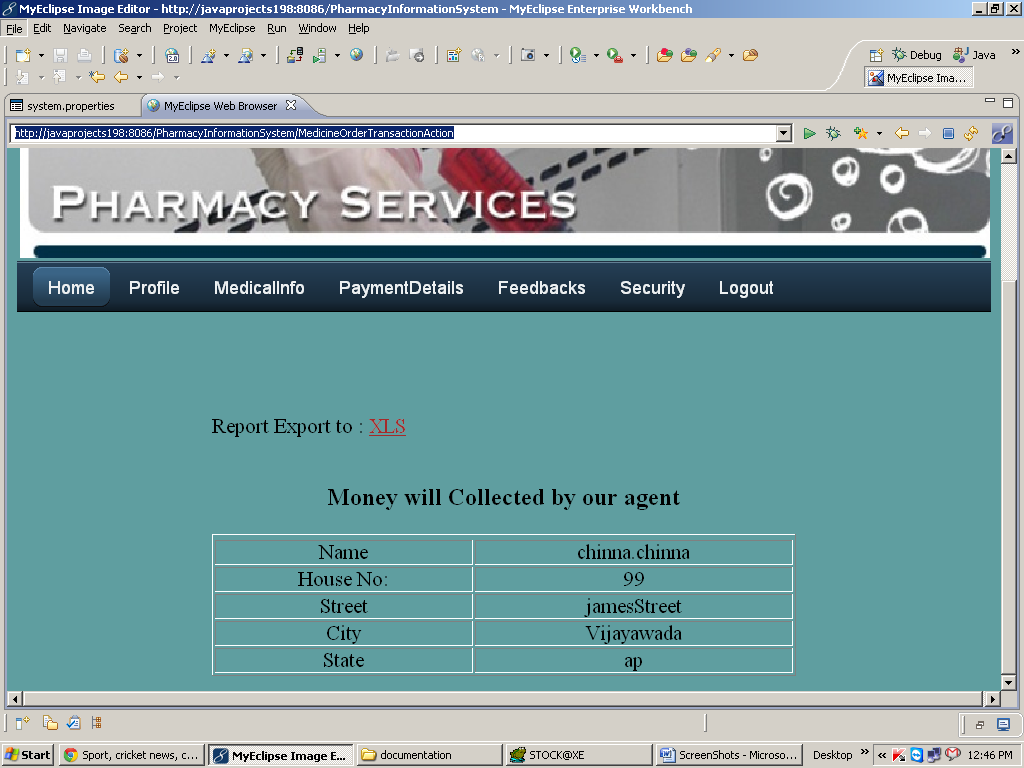 MyEclipse Image Editor - http://javaprojects198:8086/PharmacyInformationSystem - MyEclipse Enterprise Workbench
File Edit Navigate Search Project MyEclipse Run Window Help
2.0
Debug Java »
MyEclipse Ima...
system.properties MyEclipse Web Browser
http://javaprojects198:8086/PharmacyInformationSystem/MedicineOrderTransactionAction
Pharmacy Services
Home Profile MedicalInfo PaymentDetails Feedbacks Security Logout
Report Export to : XLS
Money will Collected by our agent
Name chinna.chinna
House No: 99
Street jamesStreet
City Vijayawada
State ap
Start Sport, cricket news, c... MyEclipse Image E... documentation STOCK@XE ScreenShots - Microso... Desktop » « 12:46 PM